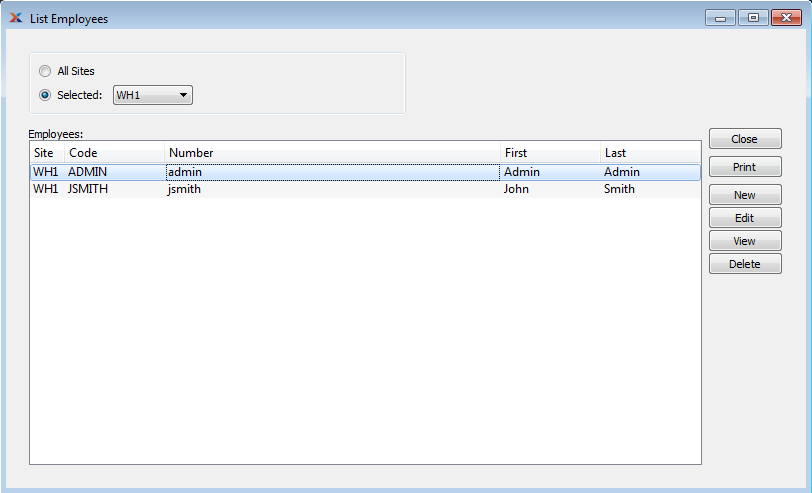 List Employees
All Sites
Selected: WH1
Employees:
Site Code Number First Last
WH1 ADMIN admin Admin Admin
WH1 JSMITH jsmith John Smith
Close
Print
New
Edit
View
Delete